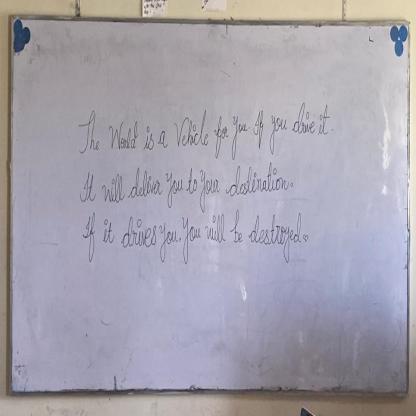 The World is a Vehicle for You If you drive it.
It will deliver You to Your destination.
If it drives You. You will be destroyed.